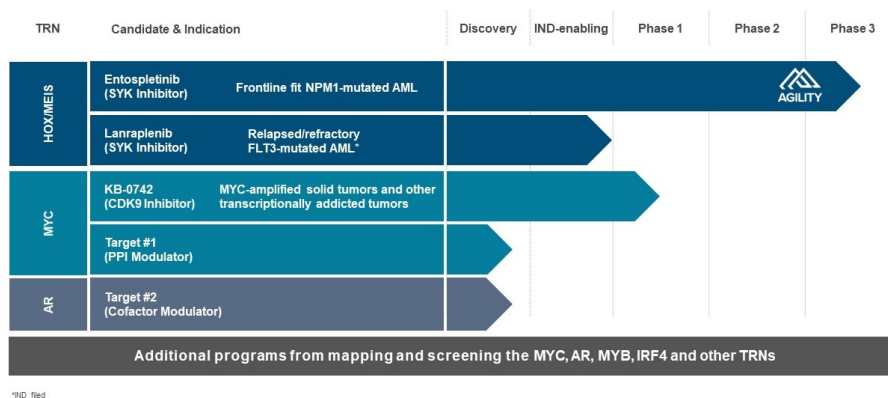 TRN Candidate & Indication Discovery IND-enabling Phase 1 Phase 2 Phase 3
HOX/MEIS
Entospletinib
(SYK Inhibitor)
Frontline fit NPM1-mutated AML
AGILITY
Lanraplenib
(SYK Inhibitor)
Relapsed/refractory
FLT3-mutated AML*
MYC
KB-0742
(CDK9 Inhibitor)
MYC-amplified solid tumors and other
transcriptionally addicted tumors
Target #1
(PPI Modulator)
AR
Target #2
(Cofactor Modulator)
Additional programs from mapping and screening the MYC, AR, MYB, IRF4 and other TRNs
*IND filed